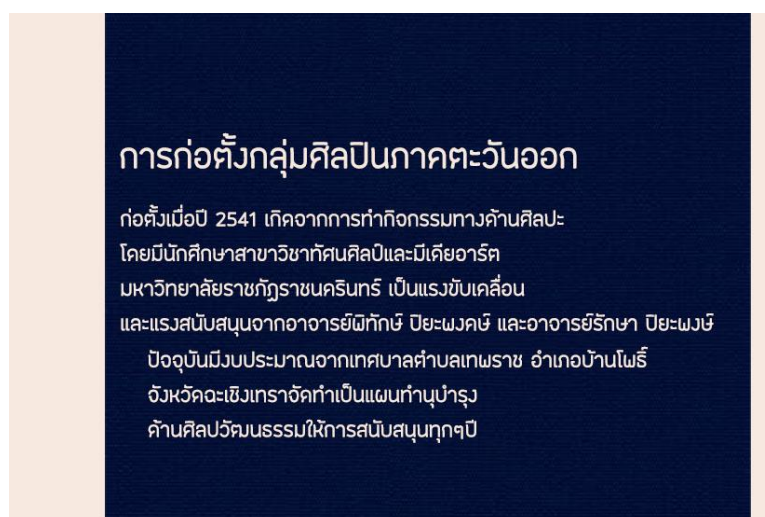 การก่อตั้งกลุ่มศิลปินภาคตะวันออก
ก่อตั้งเมื่อปี 2541 เกิดจากการทำกิจกรรมทางด้านศิลปะ
โดยมีนักศึกษาสาขาวิชาทัศนศิลป์และมีเดียอาร์ต
มหาวิทยาลัยราชภัฏราชนครินทร์ เป็นแรงขับเคลื่อน
และแรงสนับสนุนจากอาจารย์พิทักษ์ ปิยะพงศษ์ และอาจารย์รักษา ปิยะพงษ์
ปัจจุบันมีงบประมาณจากเทศบาลตำบลเทพราช อำเภอบ้านโพธิ์
จังหวัดฉะเชิงเทราจัดทำเป็นแผนทำนุบำรุง
ด้านศิลปวัฒนธรรมให้การสนับสนุนทุกๆปี